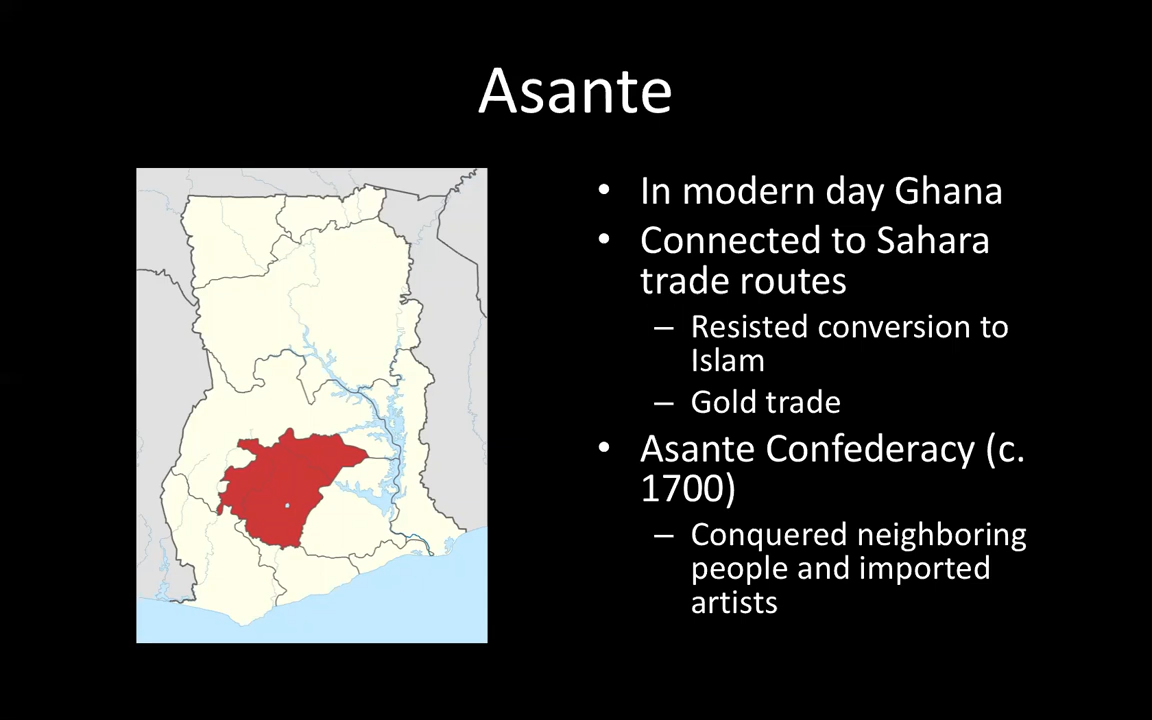 Asante
• In modern day Ghana
• Connected to Sahara
trade routes
– Resisted conversion to
Islam
– Gold trade
• Asante Confederacy (c.
1700)
– Conquered neighboring
people and imported
artists